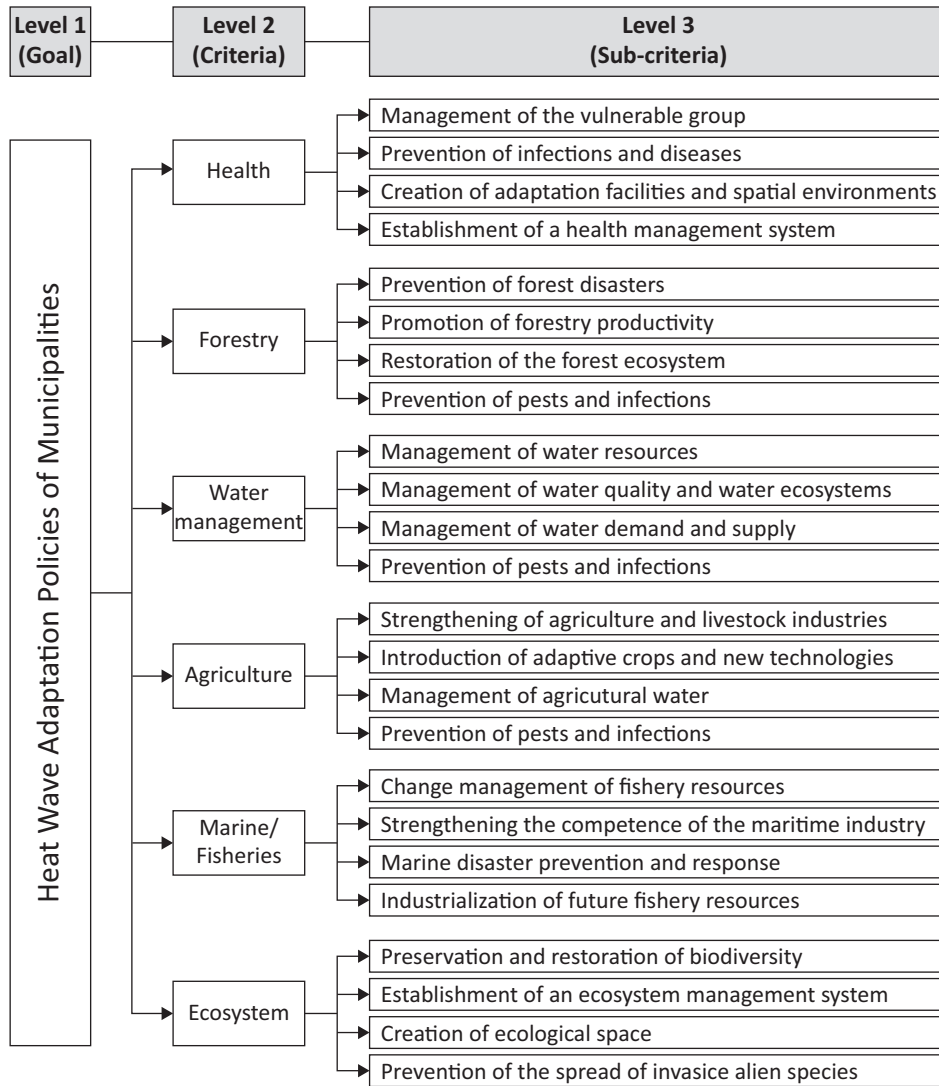 Level 1
(Goal)
Level 2
(Criteria)
Level 3
(Sub-criteria)
Heat Wave Adaptation Policies of Municipalities
Health
Management of the vulnerable group
Prevention of infections and diseases
Creation of adaptation facilities and spatial environments
Establishment of a health management system
Forestry
Prevention of forest disasters
Promotion of forestry productivity
Restoration of the forest ecosystem
Prevention of pests and infections
Water
management
Management of water resources
Management of water quality and water ecosystems
Management of water demand and supply
Prevention of pests and infections
Agriculture
Strengthening of agriculture and livestock industries
Introduction of adaptive crops and new technologies
Management of agricutural water
Prevention of pests and infections
Marine/
Fisheries
Change management of fishery resources
Strengthening the competence of the maritime industry
Marine disaster prevention and response
Industrialization of future fishery resources
Ecosystem
Preservation and restoration of biodiversity
Establishment of an ecosystem management system
Creation of ecological space
Prevention of the spread of invasice alien species